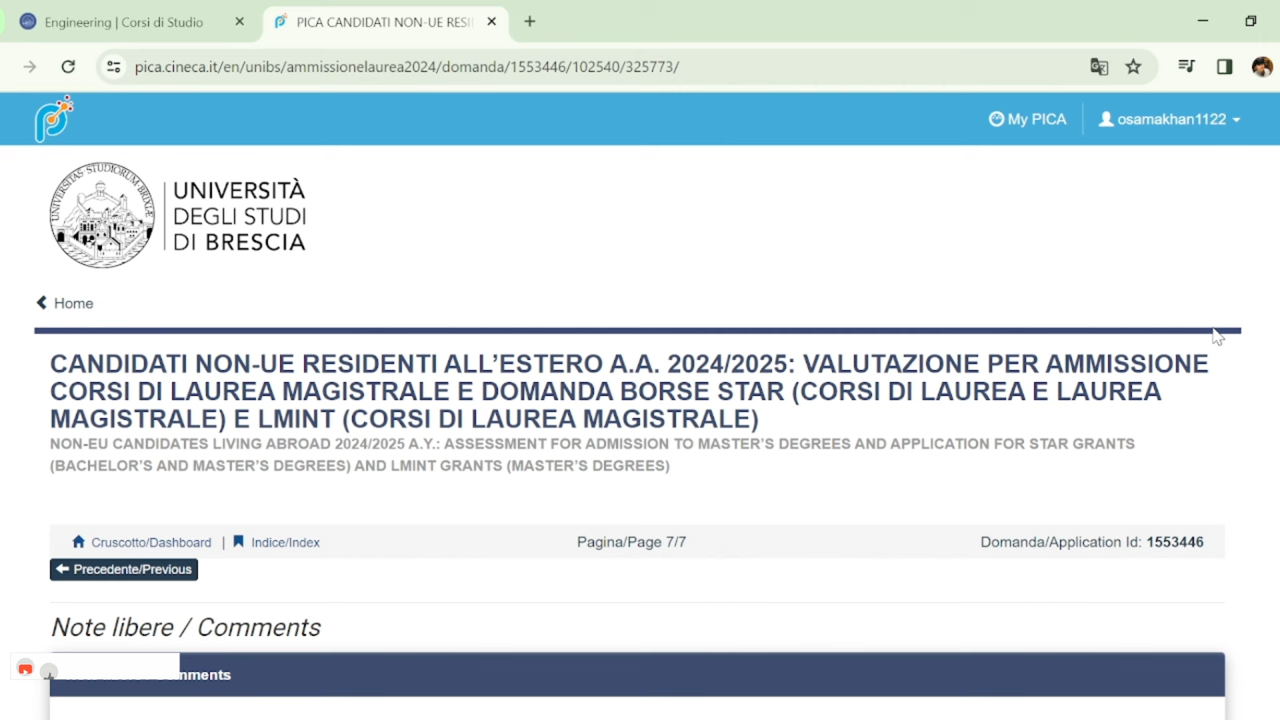 Engineering | Corsi di Studio
PICA CANDIDATI NON-UE RESI
pica.cineca.it/en/unibs/ammissionelaurea2024/domanda/1553446/102540/325773/
My PICA
osamakhan1122
UNIVERSITÀ
DEGLI STUDI
DI BRESCIA
Home
CANDIDATI NON-UE RESIDENTI ALL’ESTERO A.A. 2024/2025: VALUTAZIONE PER AMMISSIONE
CORSI DI LAUREA MAGISTRALE E DOMANDA BORSE STAR (CORSI DI LAUREA E LAUREA
MAGISTRALE) E LMINT (CORSI DI LAUREA MAGISTRALE)
NON-EU CANDIDATES LIVING ABROAD 2024/2025 A.Y.: ASSESSMENT FOR ADMISSION TO MASTER’S DEGREES AND APPLICATION FOR STAR GRANTS
(BACHELOR’S AND MASTER’S DEGREES) AND LMINT GRANTS (MASTER’S DEGREES)
Cruscotto/Dashboard | Indice/Index Pagina/Page 7/7 Domanda/Application Id: 1553446
Precedente/Previous
Note libere / Comments